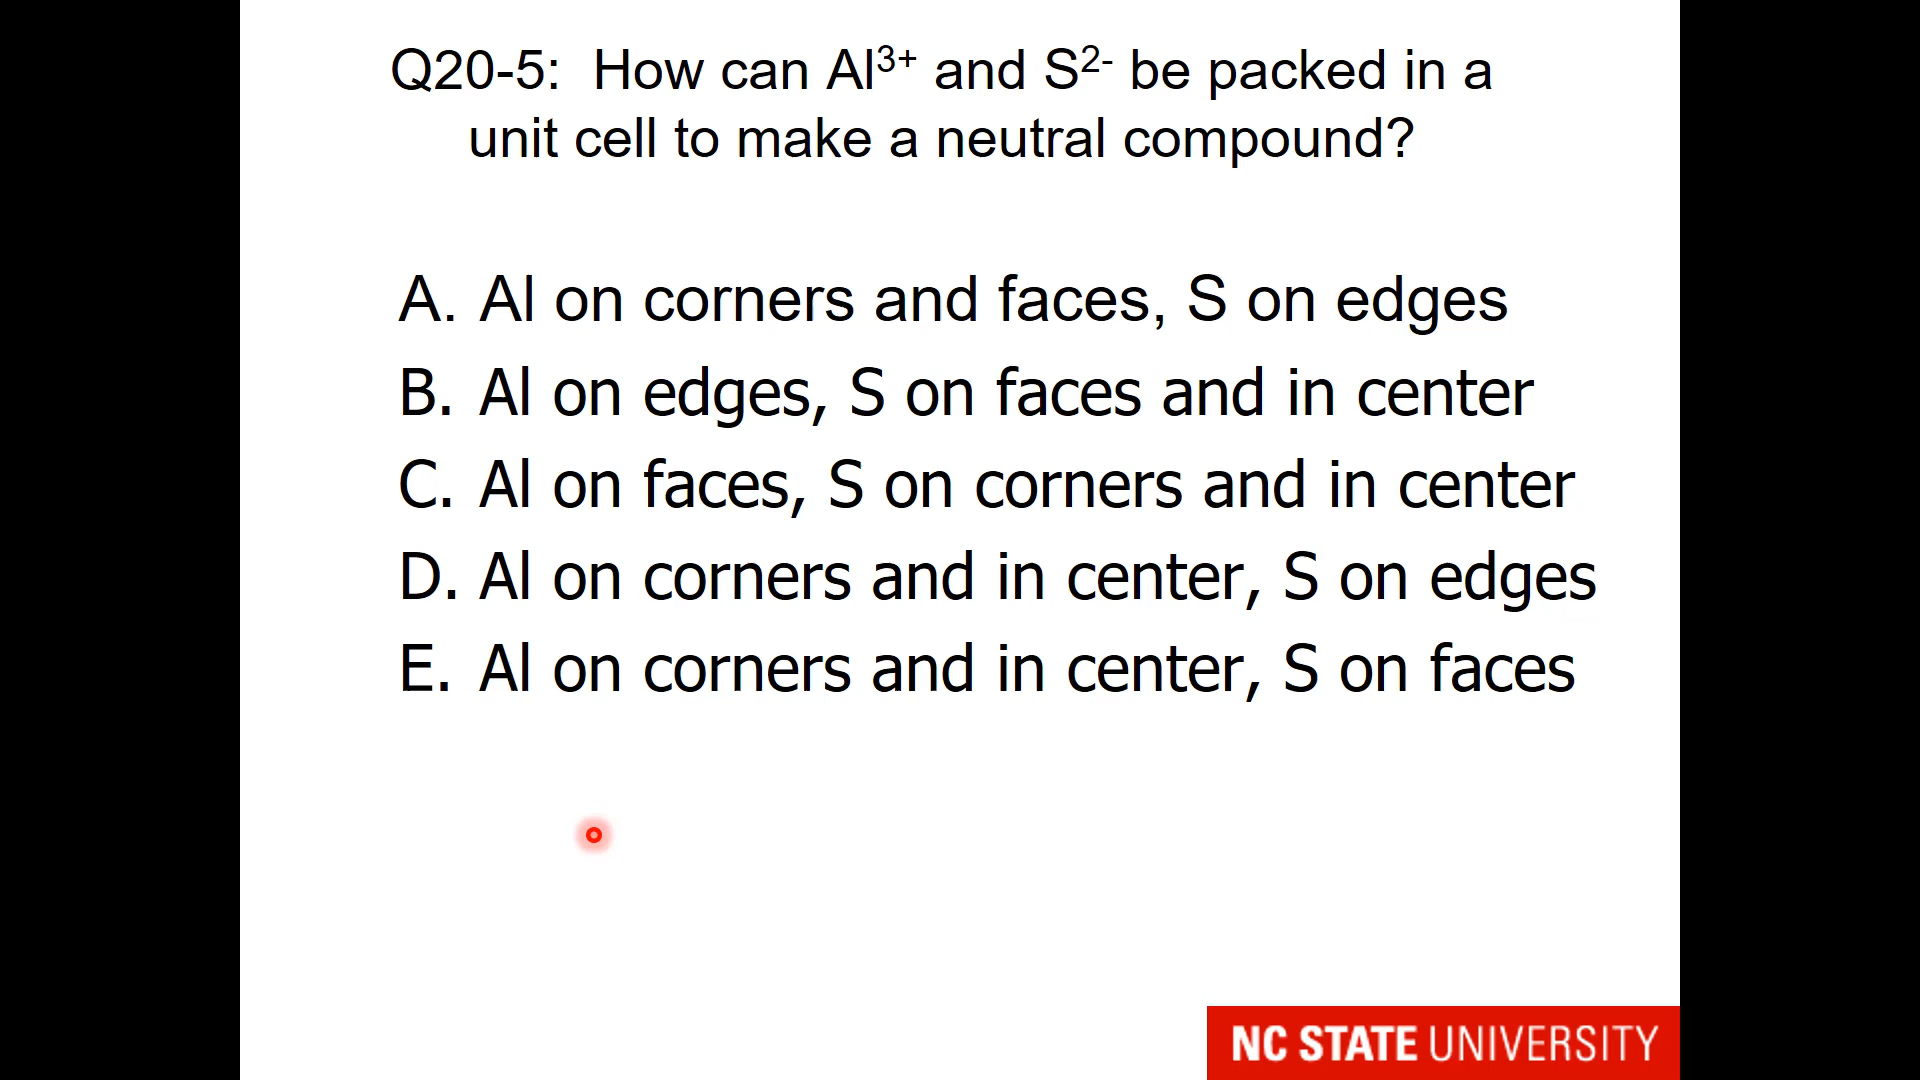 Q20-5: How can Al³⁺ and S²⁻ be packed in a
unit cell to make a neutral compound?
A. Al on corners and faces, S on edges
B. Al on edges, S on faces and in center
C. Al on faces, S on corners and in center
D. Al on corners and in center, S on edges
E. Al on corners and in center, S on faces
NC STATE UNIVERSITY